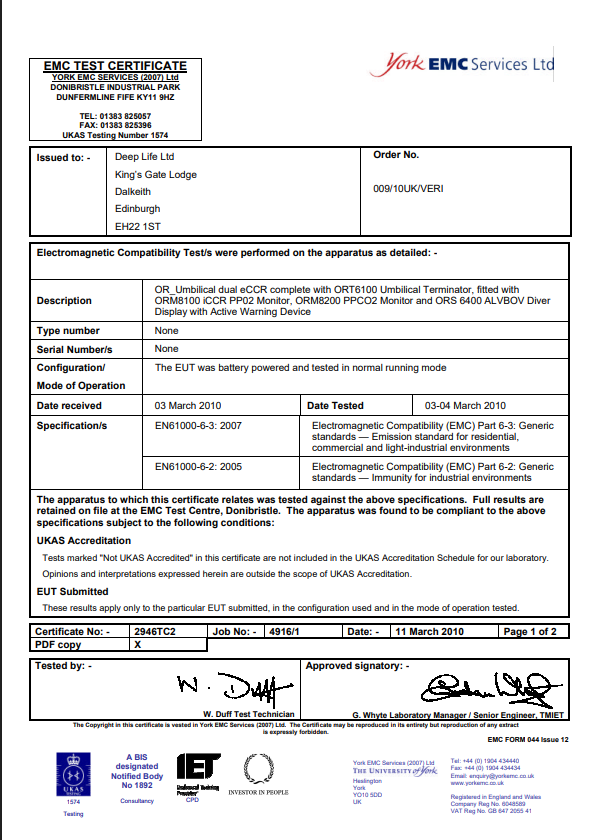 EMC TEST CERTIFICATE
YORK EMC SERVICES (2007) Ltd
DONIBRISTLE INDUSTRIAL PARK
DUNFERMLINE FIFE KY11 9HZ
TEL: 01383 825057
FAX: 01383 825396
UKAS Testing Number 1574
York EMC Services Ltd
Issued to: -
Deep Life Ltd
King's Gate Lodge
Dalkeith
Edinburgh
EH22 1ST
Order No.
009/10UK/VERI
Electromagnetic Compatibility Test/s were performed on the apparatus as detailed: -
Description
OR_Umbilical dual eCCR complete with ORT6100 Umbilical Terminator, fitted with
ORM8100 iCCR PP02 Monitor, ORM8200 PPCO2 Monitor and ORS 6400 ALVBOV Diver
Display with Active Warning Device
Type number
None
Serial Number/s
None
Configuration/
Mode of Operation
The EUT was battery powered and tested in normal running mode
Date received
03 March 2010
Date Tested
03-04 March 2010
Specification/s
EN61000-6-3: 2007
Electromagnetic Compatibility (EMC) Part 6-3: Generic
standards — Emission standard for residential,
commercial and light-industrial environments
EN61000-6-2: 2005
Electromagnetic Compatibility (EMC) Part 6-2: Generic
standards — Immunity for industrial environments
The apparatus to which this certificate relates was tested against the above specifications. Full results are
retained on file at the EMC Test Centre, Donibristle. The apparatus was found to be compliant to the above
specifications subject to the following conditions:
UKAS Accreditation
Tests marked "Not UKAS Accredited" in this certificate are not included in the UKAS Accreditation Schedule for our laboratory.
Opinions and interpretations expressed herein are outside the scope of UKAS Accreditation.
EUT Submitted
These results apply only to the particular EUT submitted, in the configuration used and in the mode of operation tested.
Certificate No: - 2946TC2 Job No: - 4916/1 Date: - 11 March 2010 Page 1 of 2
PDF copy X
Tested by: -
W. Duff
W. Duff Test Technician
Approved signatory: -
G. Whyte Laboratory Manager / Senior Engineer, TMIET
The Copyright in this certificate is vested in York EMC Services (2007) Ltd. The Certificate may be reproduced in its entirety but reproduction of any extract
is expressly forbidden.
EMC FORM 044 Issue 12
UKAS
TESTING
1574
Testing
A BIS
designated
Notified Body
No 1892
Consultancy
IET
Professional Training
Provider
CPD
INVESTOR IN PEOPLE
York EMC Services (2007) Ltd
THE UNIVERSITY of York
Heslington
York
YO10 5DD
UK
Tel: +44 (0) 1904 434440
Fax: +44 (0) 1904 434434
Email: enquiry@yorkemc.co.uk
www.yorkemc.co.uk
Registered in England and Wales
Company Reg No. 6048589
VAT Reg No. GB 647 2055 41